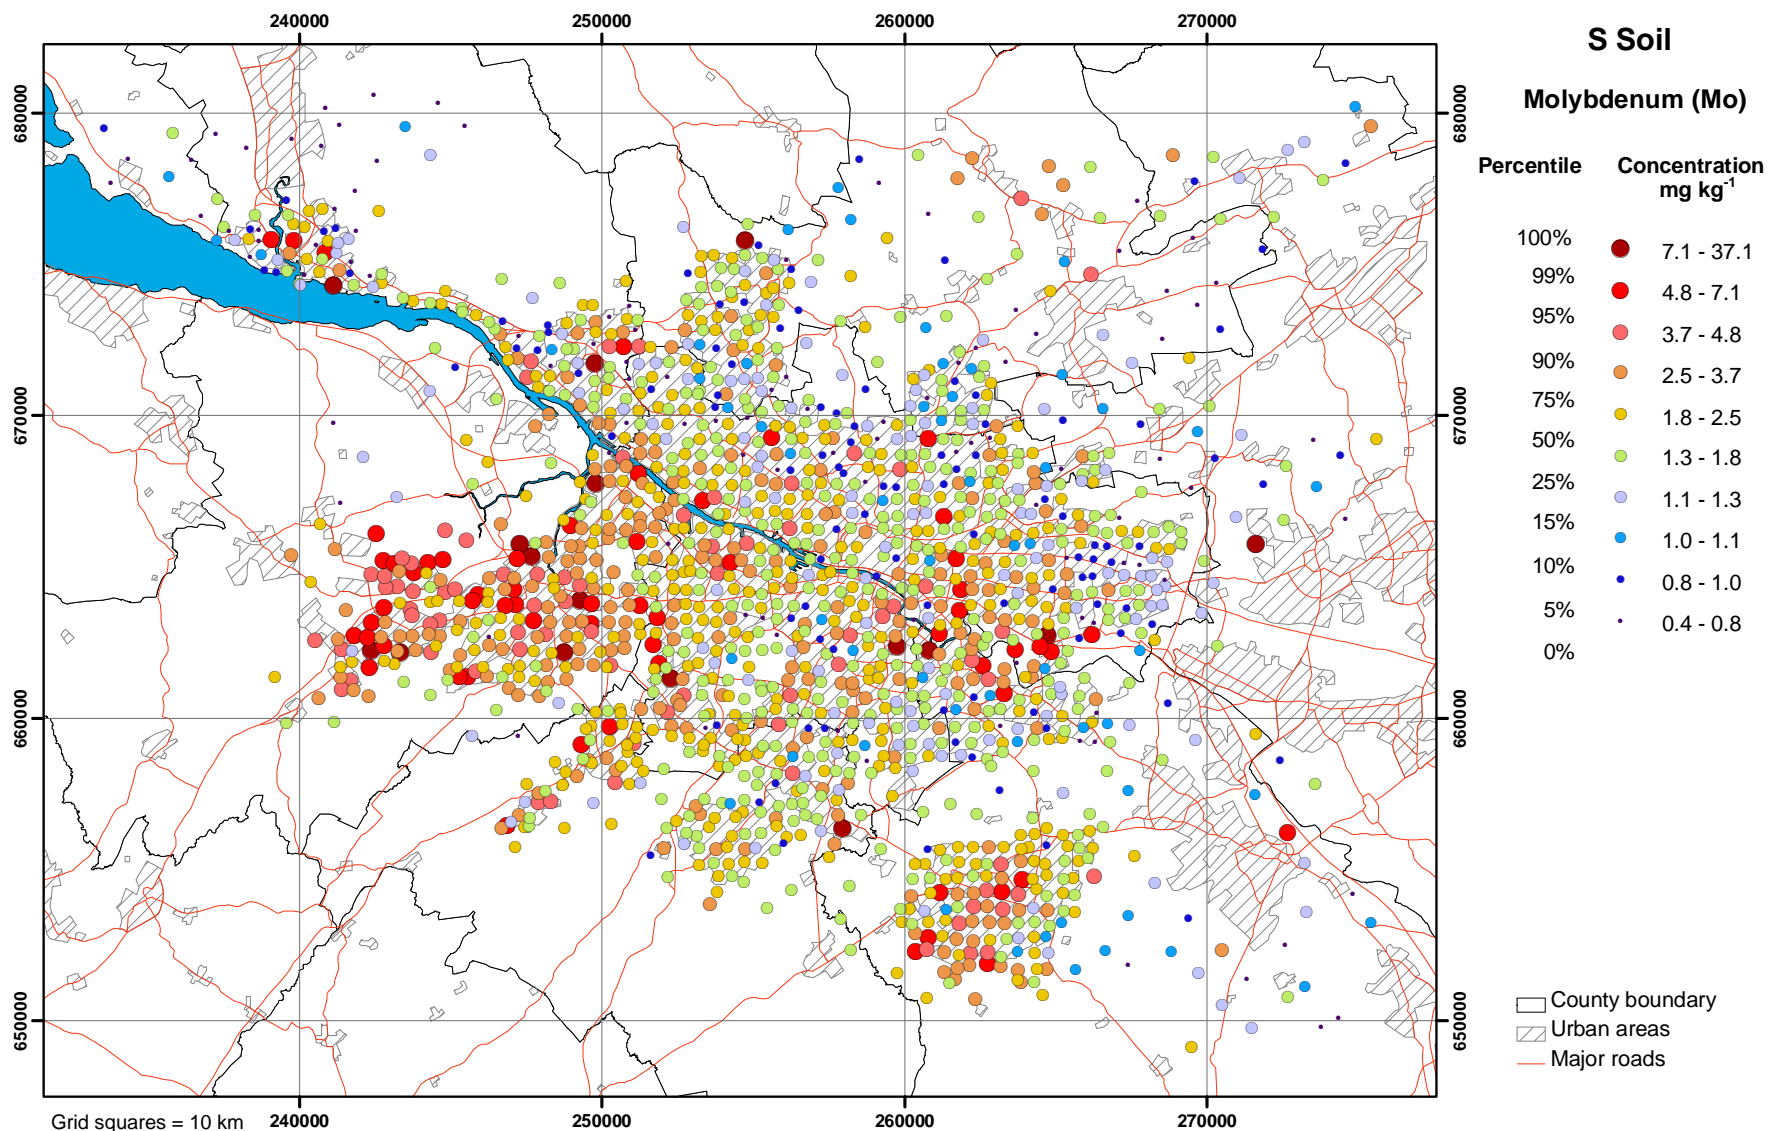 240000 250000 260000 270000
S Soil
Molybdenum (Mo)
Percentile Concentration
mg kg-1
100%
7.1 - 37.1
99%
4.8 - 7.1
95%
3.7 - 4.8
90%
2.5 - 3.7
75%
1.8 - 2.5
50%
1.3 - 1.8
25%
1.1 - 1.3
15%
1.0 - 1.1
10%
0.8 - 1.0
5%
0.4 - 0.8
0%
680000 680000
670000 670000
660000 660000
650000 650000
County boundary
Urban areas
Major roads
Grid squares = 10 km
240000 250000 260000 270000